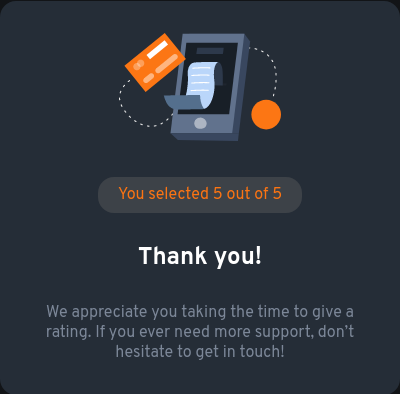 You selected 5 out of 5
Thank you!
We appreciate you taking the time to give a
rating. If you ever need more support, don’t
hesitate to get in touch!